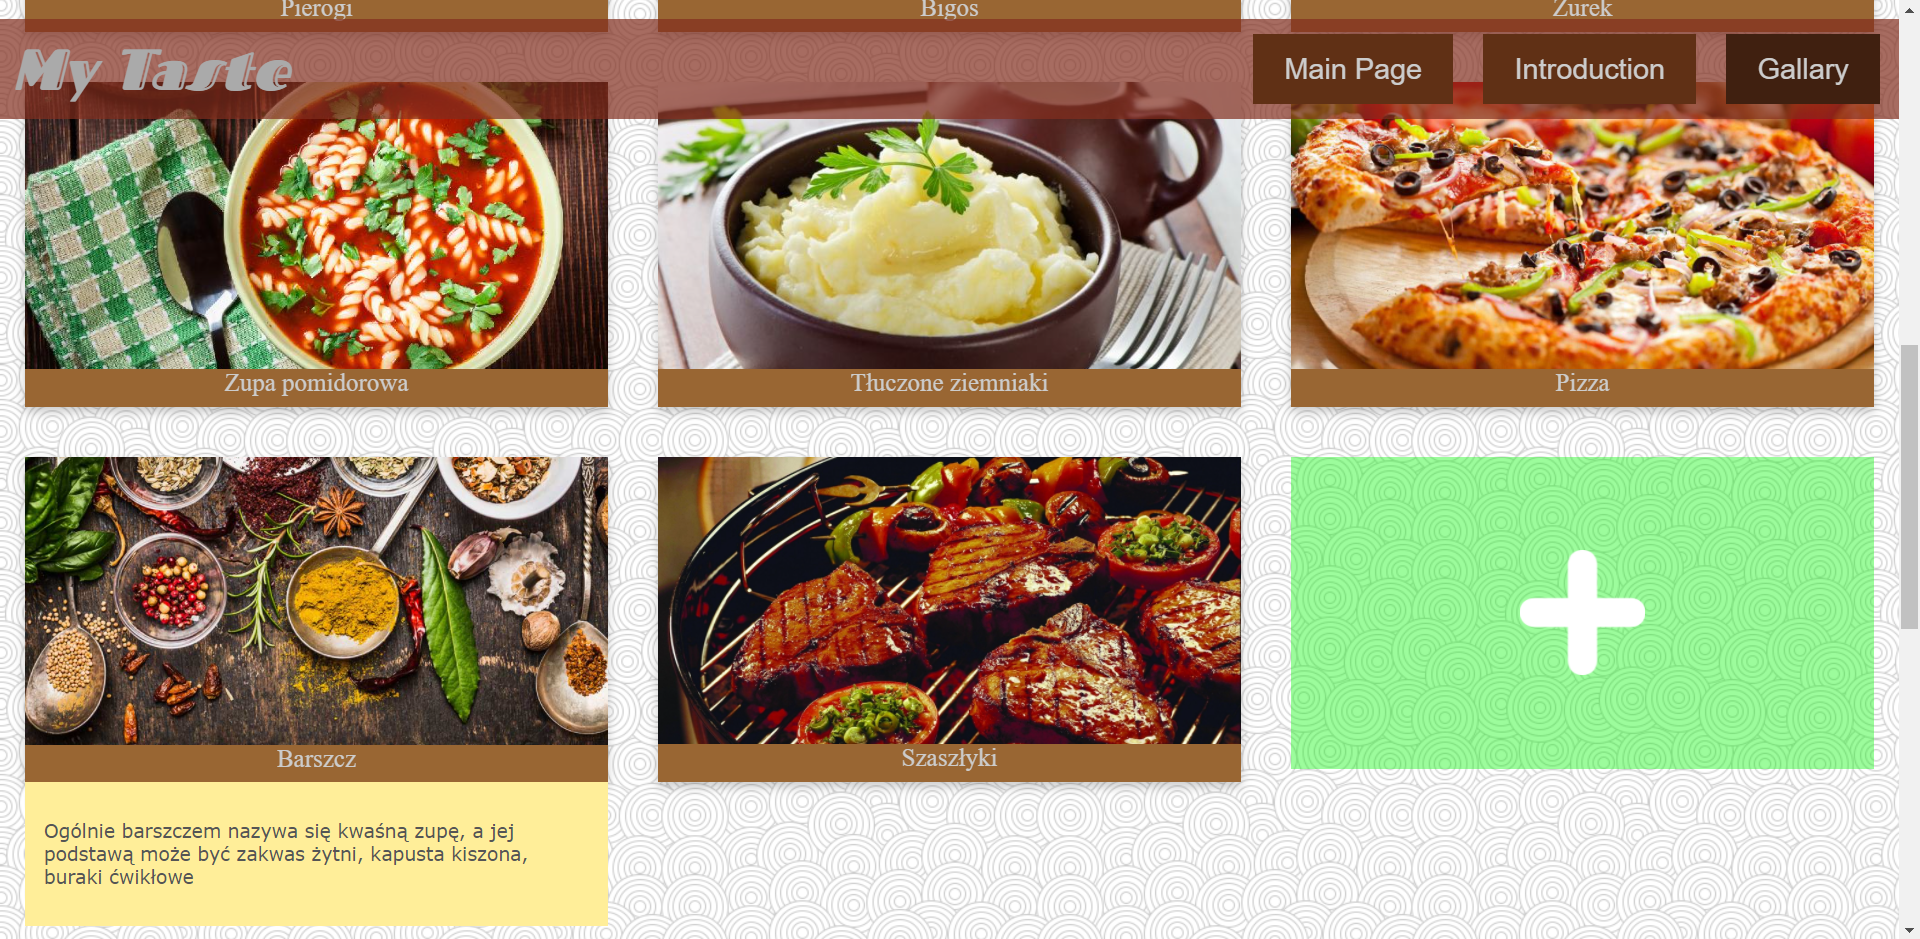 Pierogi
Bigos
Żurek
My Taste
Main Page
Introduction
Gallary
Zupa pomidorowa
Tłuczone ziemniaki
Pizza
Barszcz
Szaszłyki
Ogólnie barszczem nazywa się kwaśną zupę, a jej
podstawą może być zakwas żytni, kapusta kiszona,
buraki ćwikłowe